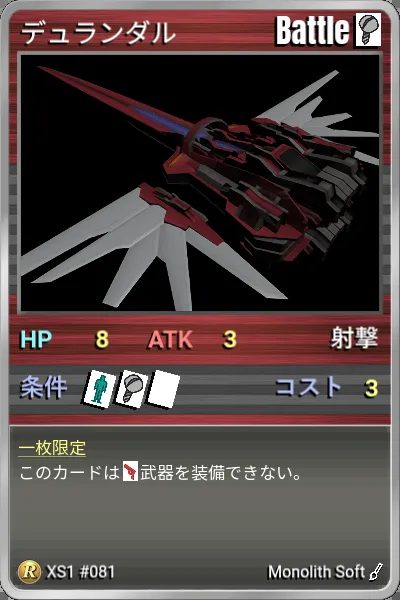 デュランダル Battle
HP 8 ATK 3 射撃
条件 コスト 3
一枚限定
このカードは武器を装備できない。
R XS1 #081 Monolith Soft